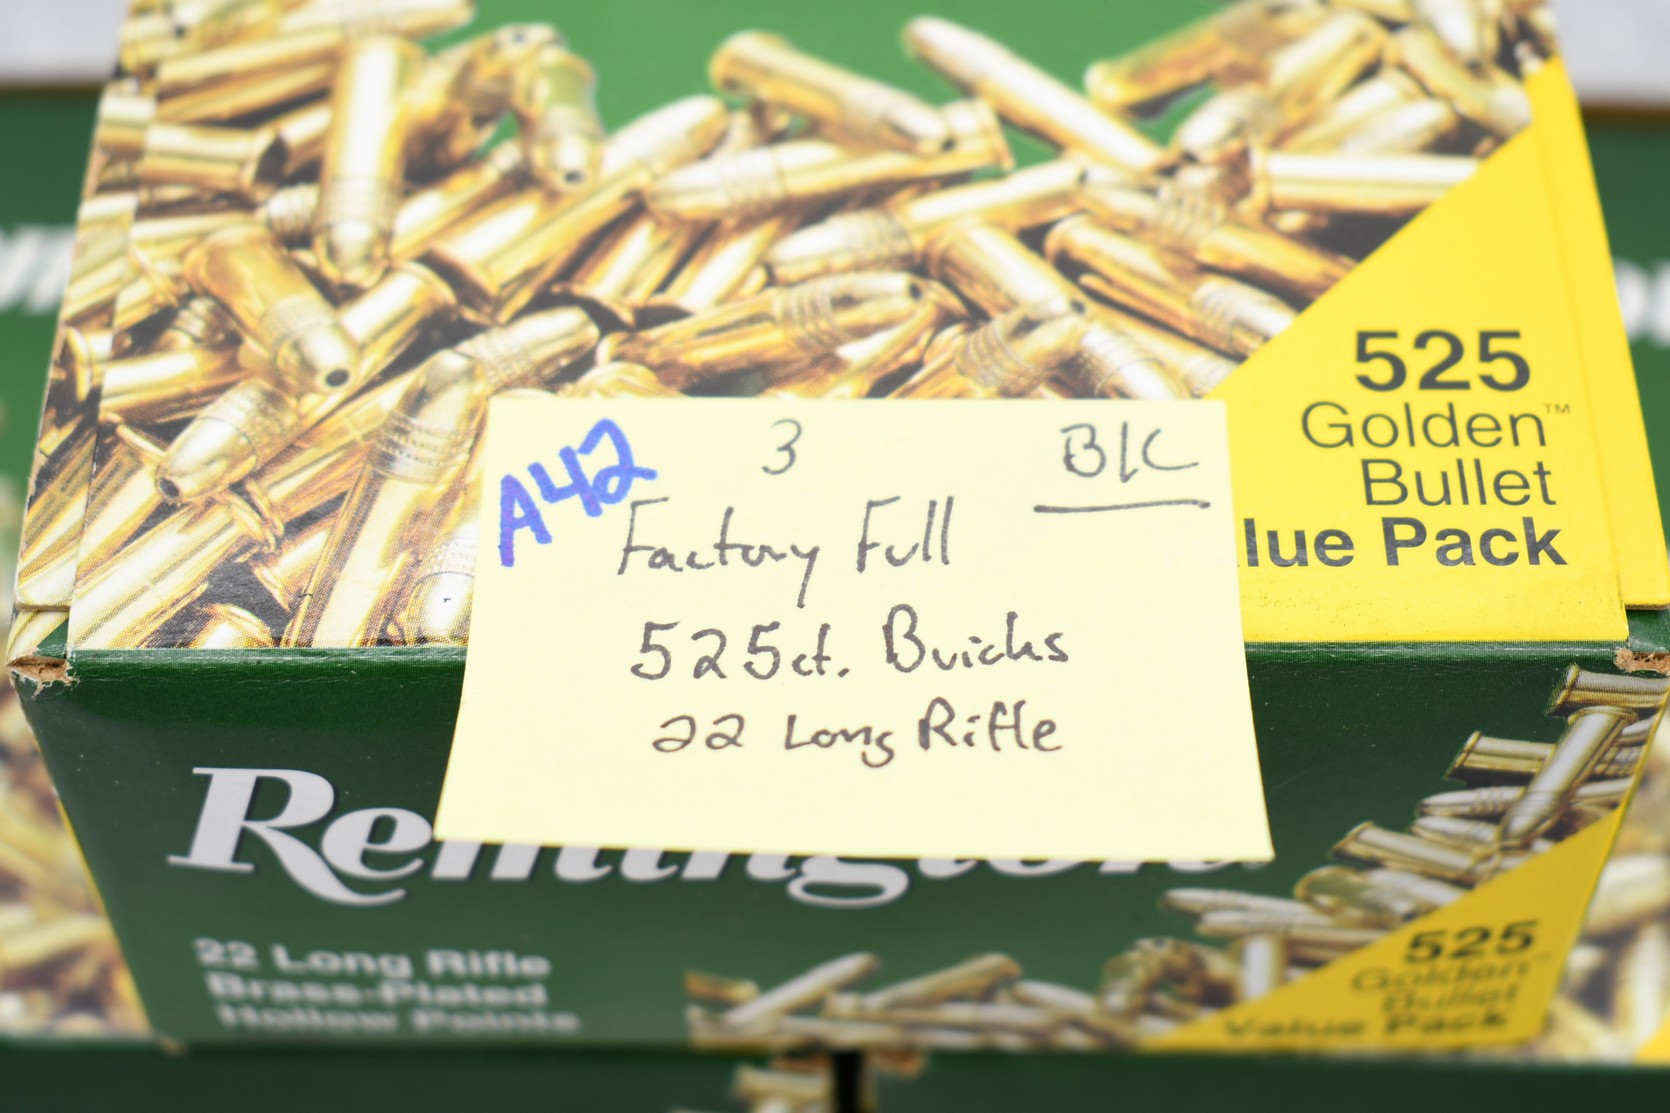 525
Golden™
Bullet
lue Pack
A42 3 B/C
Factory Full
525ct. Bricks
22 Long Rifle
Remington
22 Long Rifle
Brass-Plated
Hollow Points
525
Golden
Bullet
Value Pack